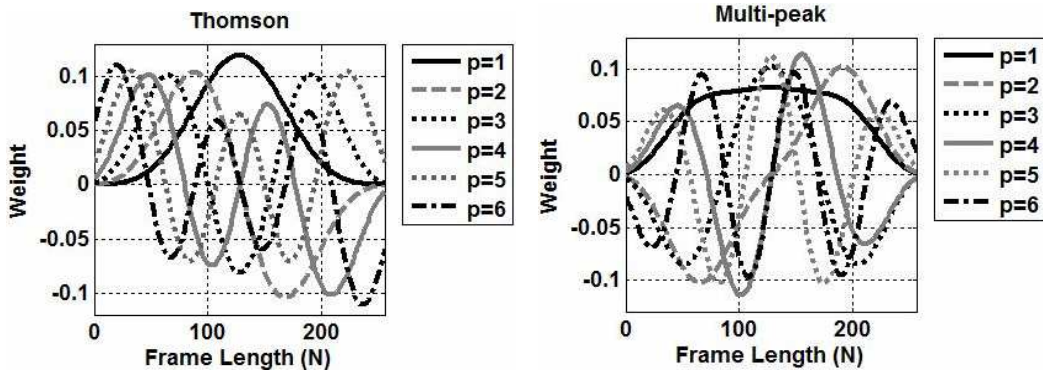 Thomson
0.1
0.05
0
-0.05
-0.1
Weight
0
100
200
Frame Length (N)
p=1
p=2
p=3
p=4
p=5
p=6
Multi-peak
0.1
0.05
0
-0.05
-0.1
Weight
0
100
200
Frame Length (N)
p=1
p=2
p=3
p=4
p=5
p=6